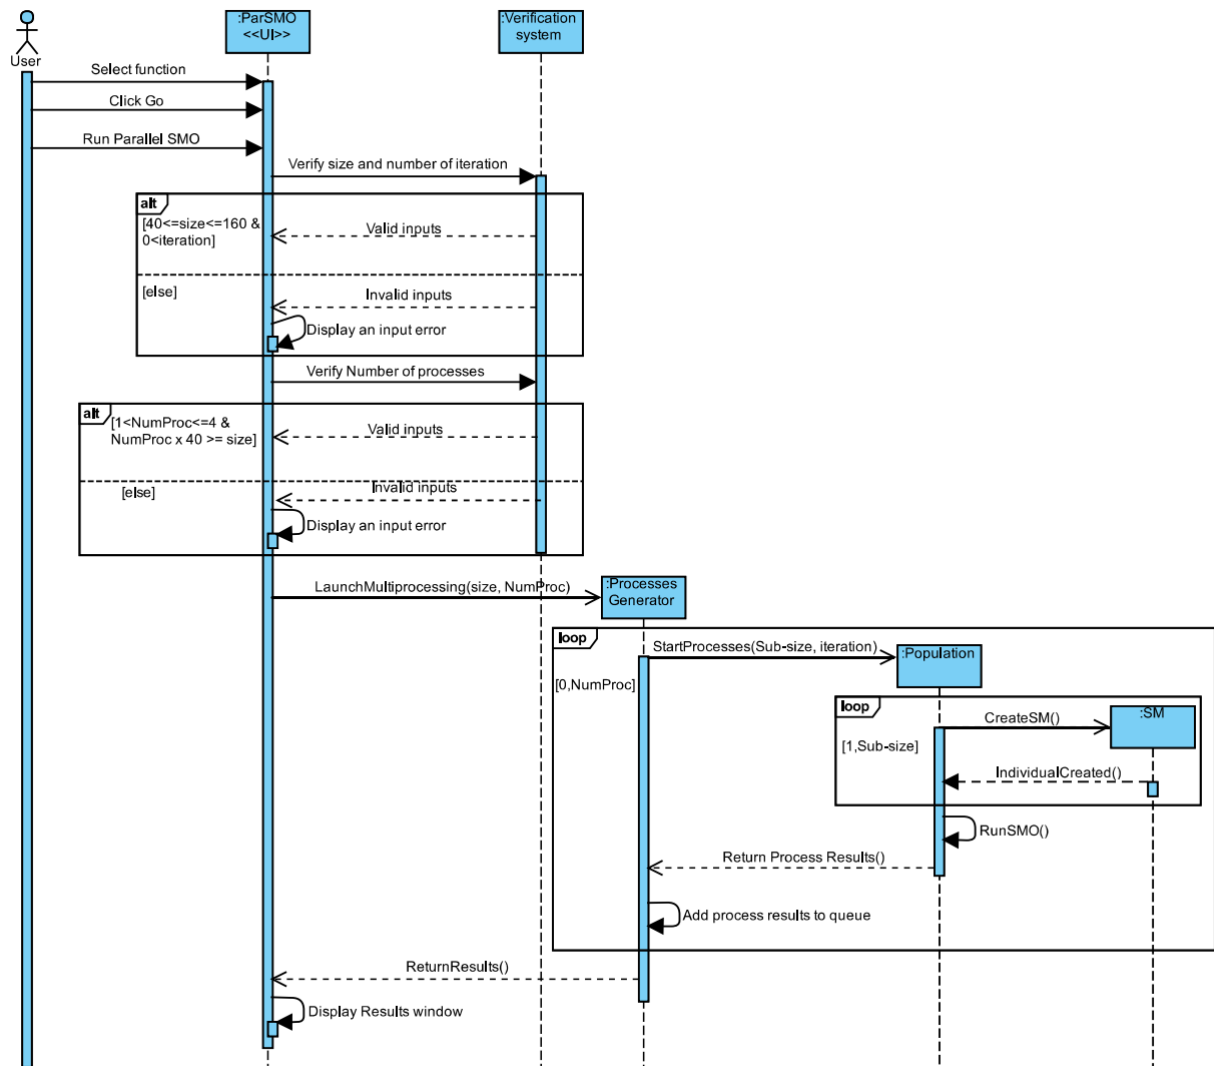 User
:ParSMO
<<UI>>
:Verification
system
Select function
Click Go
Run Parallel SMO
Verify size and number of iteration
alt
[40<=size<=160 &
0<iteration]
Valid inputs
[else]
Invalid inputs
Display an input error
Verify Number of processes
alt
[1<NumProc<=4 &
NumProc x 40 >= size]
Valid inputs
[else]
Invalid inputs
Display an input error
LaunchMultiprocessing(size, NumProc)
:Processes
Generator
loop
[0,NumProc]
StartProcesses(Sub-size, iteration)
:Population
loop
[1,Sub-size]
CreateSM()
:SM
IndividualCreated()
RunSMO()
Return Process Results()
Add process results to queue
ReturnResults()
Display Results window